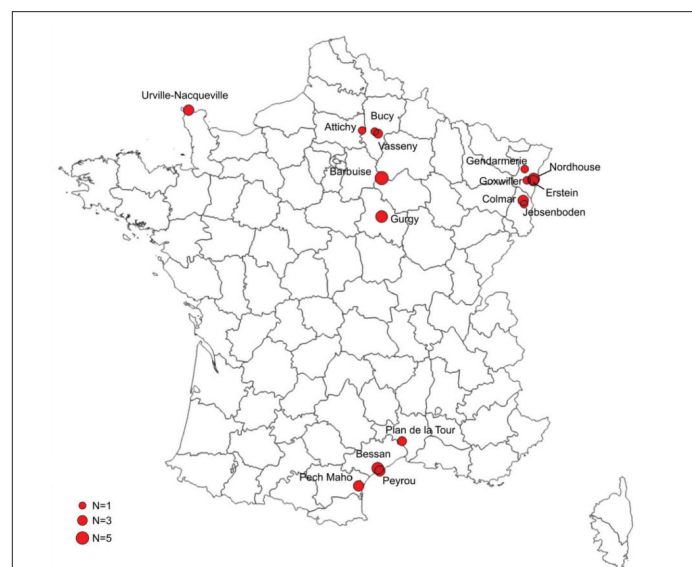 Urville-Nacqueville
Bucy
Attichy
Vasseny
Gendarmerie
Nordhouse
Barbuise
Goxwiller
Erstein
Colmar
Jebsenboden
Gurgy
Plan de la Tour
Bessan
Pech Maho
Peyrou
N=1
N=3
N=5